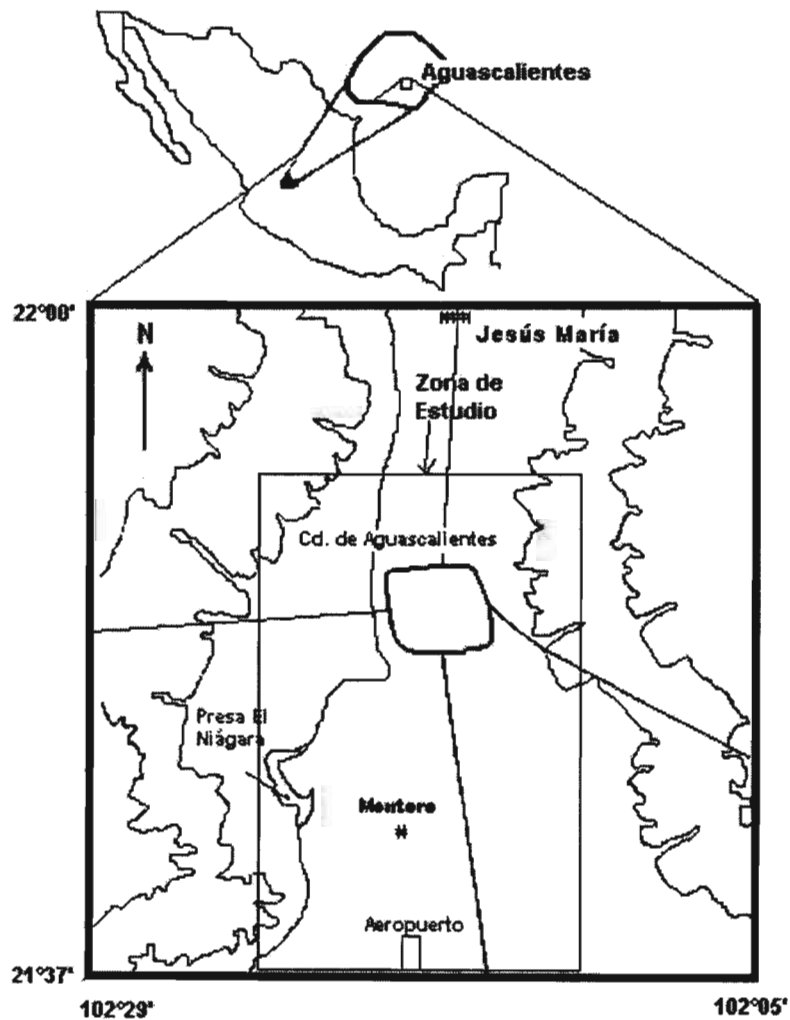 Aguascalientes
22°00'
N
Jesús María
Zona de
Estudio
Cd. de Aguascalientes
Presa El
Niágara
Montoro
Aeropuerto
21°37'
102°29'
102°05'